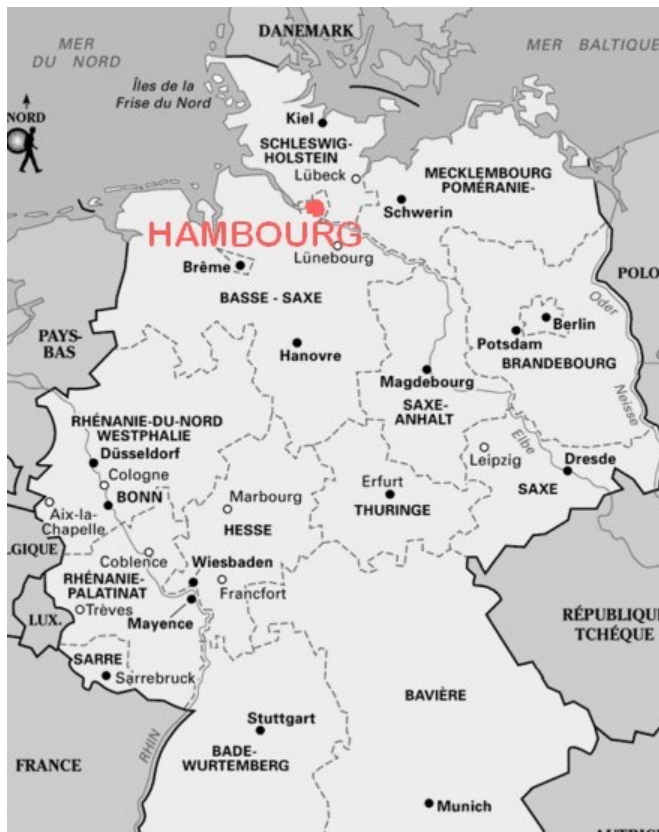 DANEMARK
MER
DU NORD
MER BALTIQUE
Îles de la
Frise du Nord
NORD
Kiel
SCHLESWIG-
HOLSTEIN
Lübeck
MECKLEMBOURG
POMÉRANIE-
Schwerin
HAMBOURG
Lünebourg
Brême
POLO
BASSE - SAXE
Oder
Berlin
PAYS-
BAS
Hanovre
Potsdam
BRANDEBOURG
Magdebourg
Neisse
SAXE-
ANHALT
RHÉNANIE-DU-NORD
WESTPHALIE
Düsseldorf
Elbe
Cologne
Leipzig
Dresde
BONN
Marbourg
Erfurt
SAXE
Aix-la-
Chapelle
THURINGE
HESSE
GIQUE
Coblence
Wiesbaden
RHÉNANIE-
PALATINAT
Francfort
LUX.
Trèves
Mayence
RÉPUBLIQUE
TCHÉQUE
SARRE
Sarrebruck
BAVIÈRE
Stuttgart
RHIN
BADE-
WURTEMBERG
FRANCE
Munich
AUTRIC